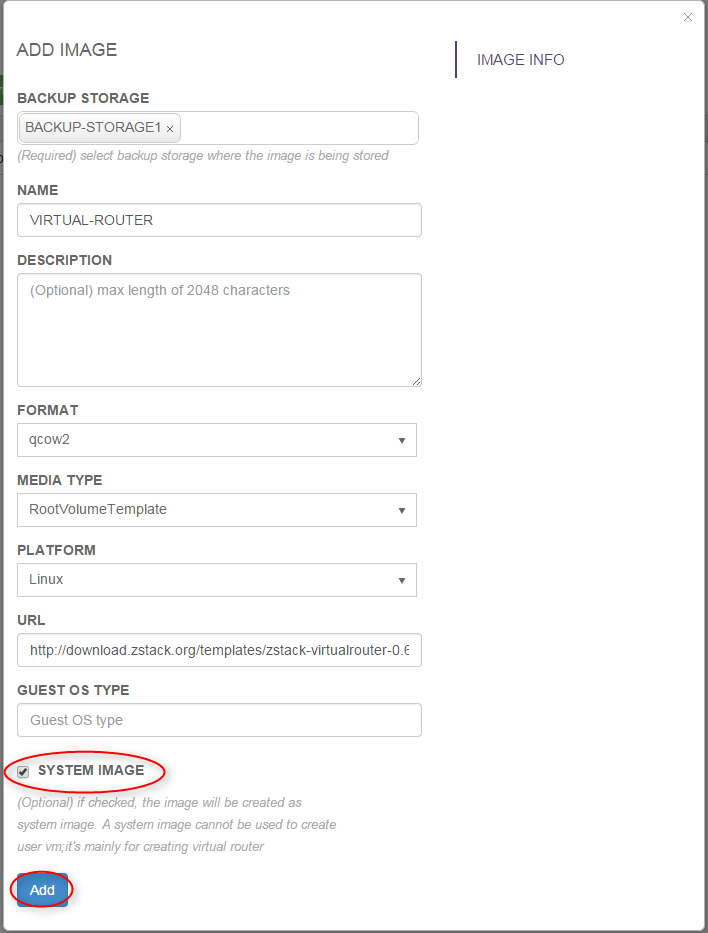 ×
ADD IMAGE
IMAGE INFO
BACKUP STORAGE
BACKUP-STORAGE1 ×
(Required) select backup storage where the image is being stored
NAME
VIRTUAL-ROUTER
DESCRIPTION
(Optional) max length of 2048 characters
FORMAT
qcow2
MEDIA TYPE
RootVolumeTemplate
PLATFORM
Linux
URL
http://download.zstack.org/templates/zstack-virtualrouter-0.6
GUEST OS TYPE
Guest OS type
SYSTEM IMAGE
(Optional) if checked, the image will be created as
system image. A system image cannot be used to create
user vm;it's mainly for creating virtual router
Add